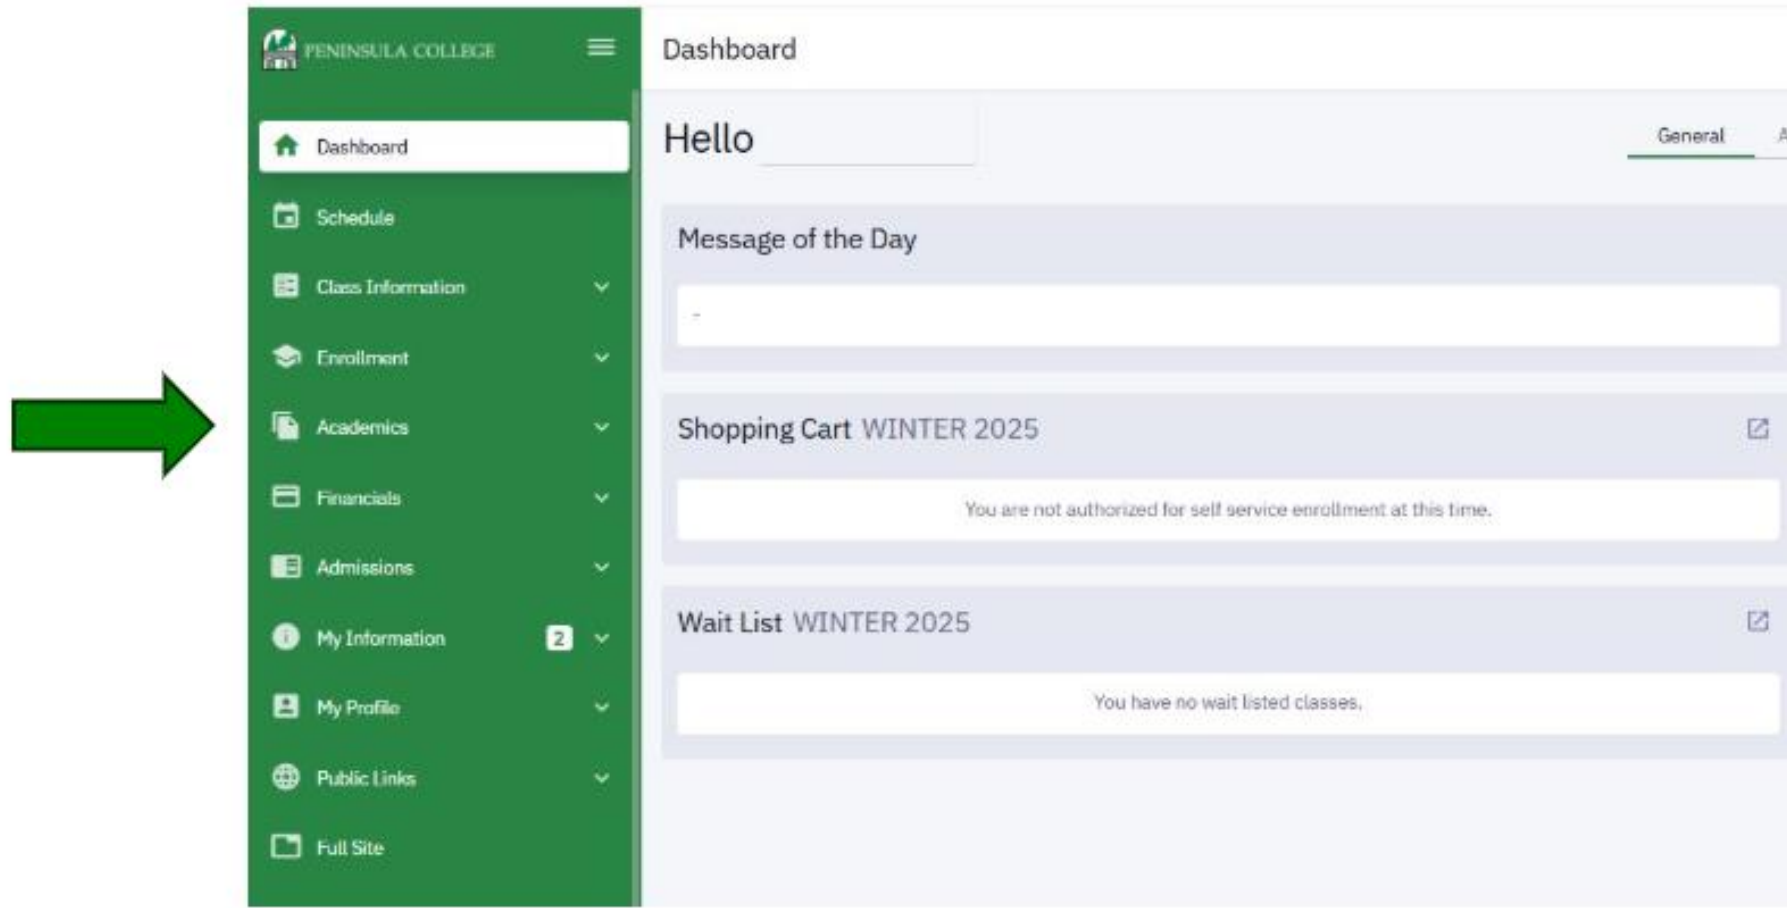 PENINSULA COLLEGE
Dashboard
Schedule
Class Information
Enrollment
Academics
Financials
Admissions
My Information 2
My Profile
Public Links
Full Site
Dashboard
Hello
General A
Message of the Day
-
Shopping Cart WINTER 2025
You are not authorized for self service enrollment at this time.
Wait List WINTER 2025
You have no wait listed classes.